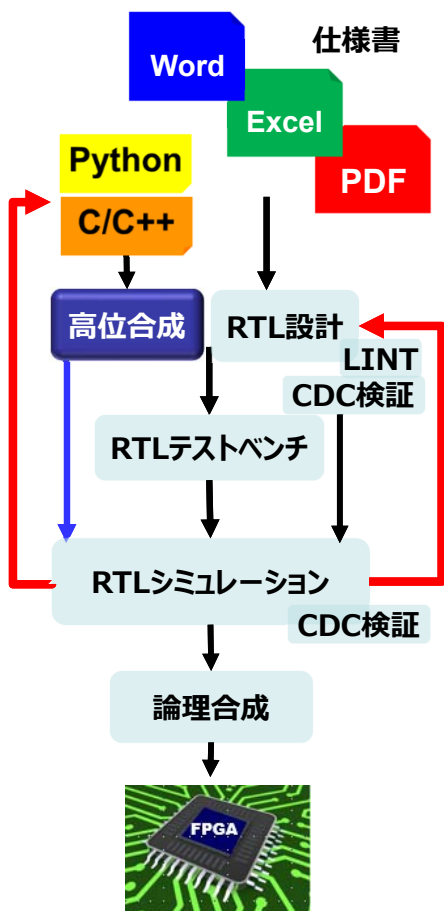 仕様書
Word
Excel
PDF
Python
C/C++
高位合成
RTL設計
LINT
CDC検証
RTLテストベンチ
RTLシミュレーション
CDC検証
論理合成
FPGA